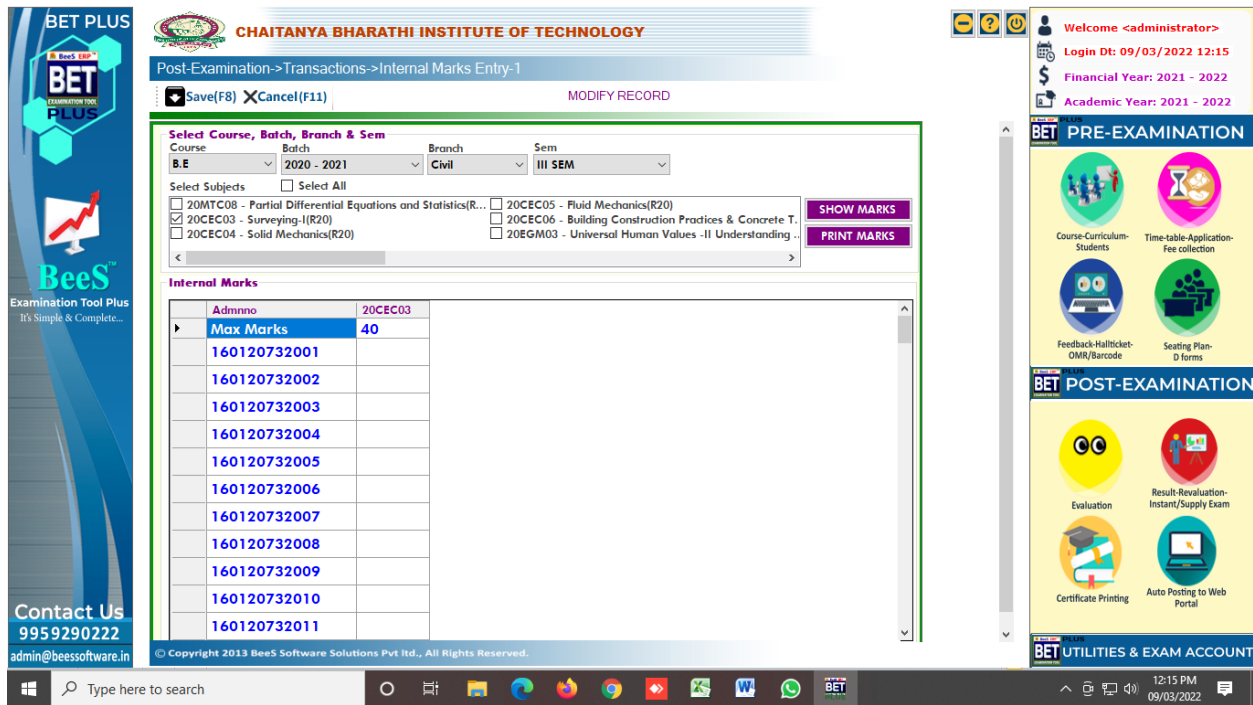 BET PLUS
BeeS ERP
BET
EXAMINATION TOOL
PLUS
BeeS™
Examination Tool Plus
It's Simple & Complete...
Contact Us
9959290222
admin@beessoftware.in
CHAITANYA BHARATHI INSTITUTE OF TECHNOLOGY
Post-Examination->Transactions->Internal Marks Entry-1
Save(F8) Cancel(F11) MODIFY RECORD
Select Course, Batch, Branch & Sem
Course Batch Branch Sem
B.E 2020 - 2021 Civil III SEM
Select Subjects Select All
20MTC08 - Partial Differential Equations and Statistics(R... 20CEC05 - Fluid Mechanics(R20)
20CEC03 - Surveying-I(R20) 20CEC06 - Building Construction Practices & Concrete T.
20CEC04 - Solid Mechanics(R20) 20EGM03 - Universal Human Values -II Understanding ..
SHOW MARKS
PRINT MARKS
Internal Marks
Admnno 20CEC03
Max Marks 40
160120732001
160120732002
160120732003
160120732004
160120732005
160120732006
160120732007
160120732008
160120732009
160120732010
160120732011
© Copyright 2013 BeeS Software Solutions Pvt ltd., All Rights Reserved.
Welcome <administrator>
Login Dt: 09/03/2022 12:15
Financial Year: 2021 - 2022
Academic Year: 2021 - 2022
BET PLUS PRE-EXAMINATION
Course-Curriculum-
Students
Time-table-Application-
Fee collection
Feedback-Hallticket-
OMR/Barcode
Seating Plan-
D forms
BET POST-EXAMINATION
Evaluation
Result-Revaluation-
Instant/Supply Exam
Certificate Printing
Auto Posting to Web
Portal
BET PLUS UTILITIES & EXAM ACCOUNT
Type here to search
BET
12:15 PM
09/03/2022